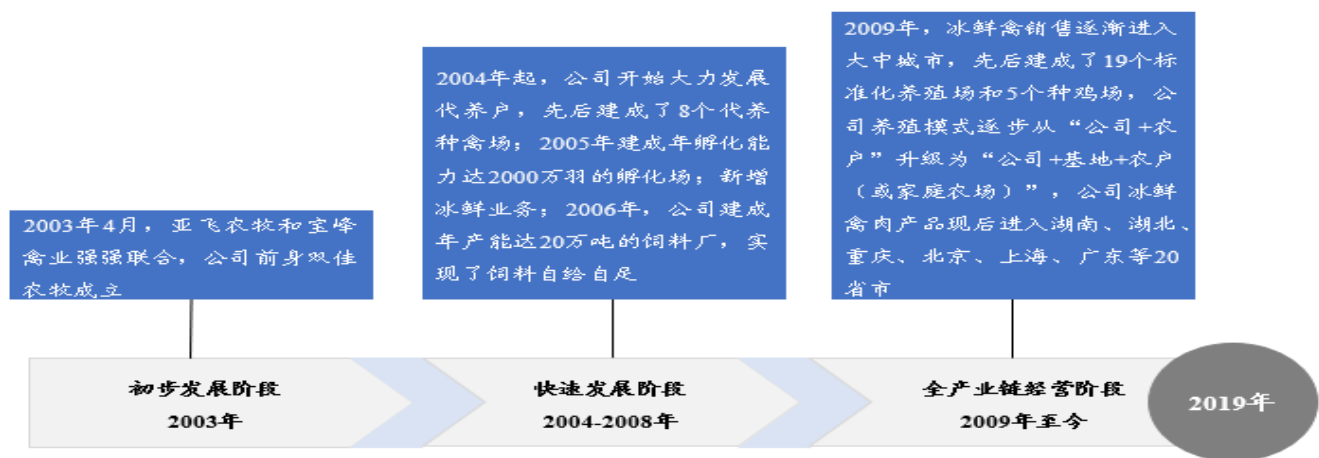 2003年4月，亚飞农牧和宝峰
禽业强强联合，公司前身双佳
农牧成立
2004年起，公司开始大力发展
代养户，先后建成了8个代养
种禽场；2005年建成年孵化能
力达2000万羽的孵化场；新增
冰鲜业务；2006年，公司建成
年产能达20万吨的饲料厂，实
现了饲料自给自足
2009年，冰鲜禽销售逐渐进入
大中城市，先后建成了19个标
准化养殖场和5个种鸡场，公
司养殖模式逐步从“公司+农
户”升级为“公司+基地+农户
（或家庭农场）”，公司冰鲜
禽肉产品现后进入湖南、湖北、
重庆、北京、上海、广东等20
省市
初步发展阶段
2003年
快速发展阶段
2004-2008年
全产业链经营阶段
2009年至今
2019年